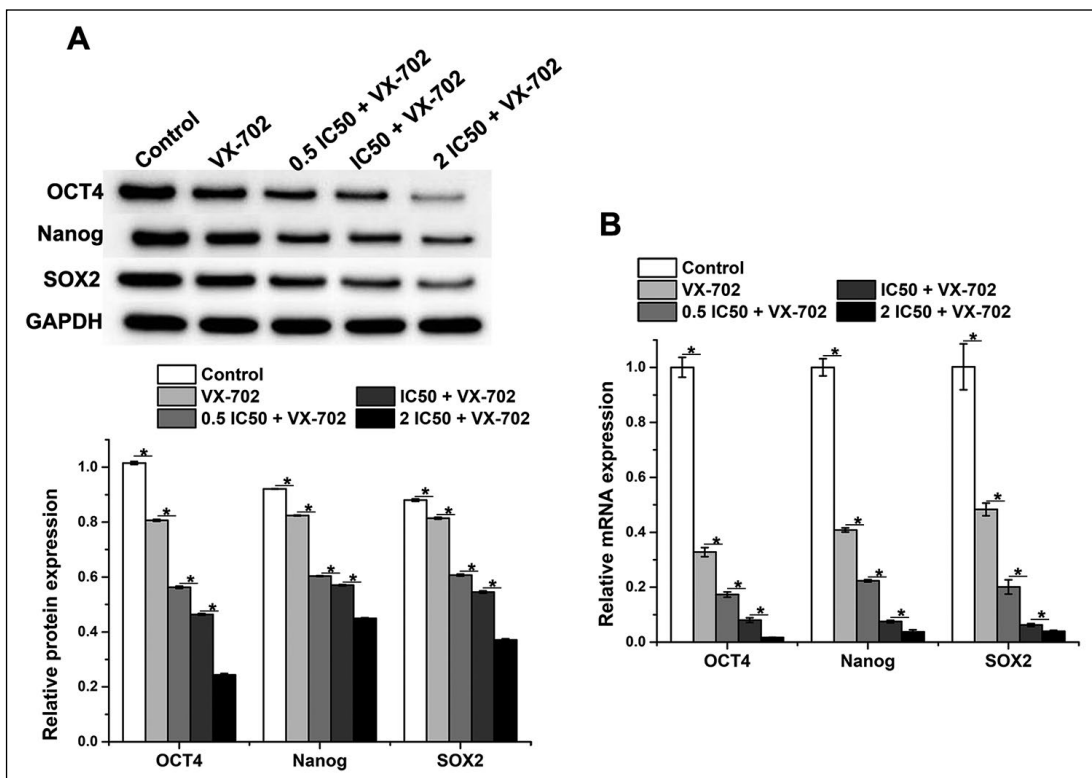 A
Control
VX-702
0.5 IC50 + VX-702
IC50 + VX-702
2 IC50 + VX-702
OCT4
Nanog
SOX2
GAPDH
Control
VX-702
IC50 + VX-702
0.5 IC50 + VX-702
2 IC50 + VX-702
Relative protein expression
1.0
0.8
0.6
0.4
0.2
0.0
* * * *
* * * *
* * * *
OCT4 Nanog SOX2
B
Control
VX-702
IC50 + VX-702
0.5 IC50 + VX-702
2 IC50 + VX-702
Relative mRNA expression
1.0
0.8
0.6
0.4
0.2
0.0
* * * *
* * * *
* * * *
OCT4 Nanog SOX2